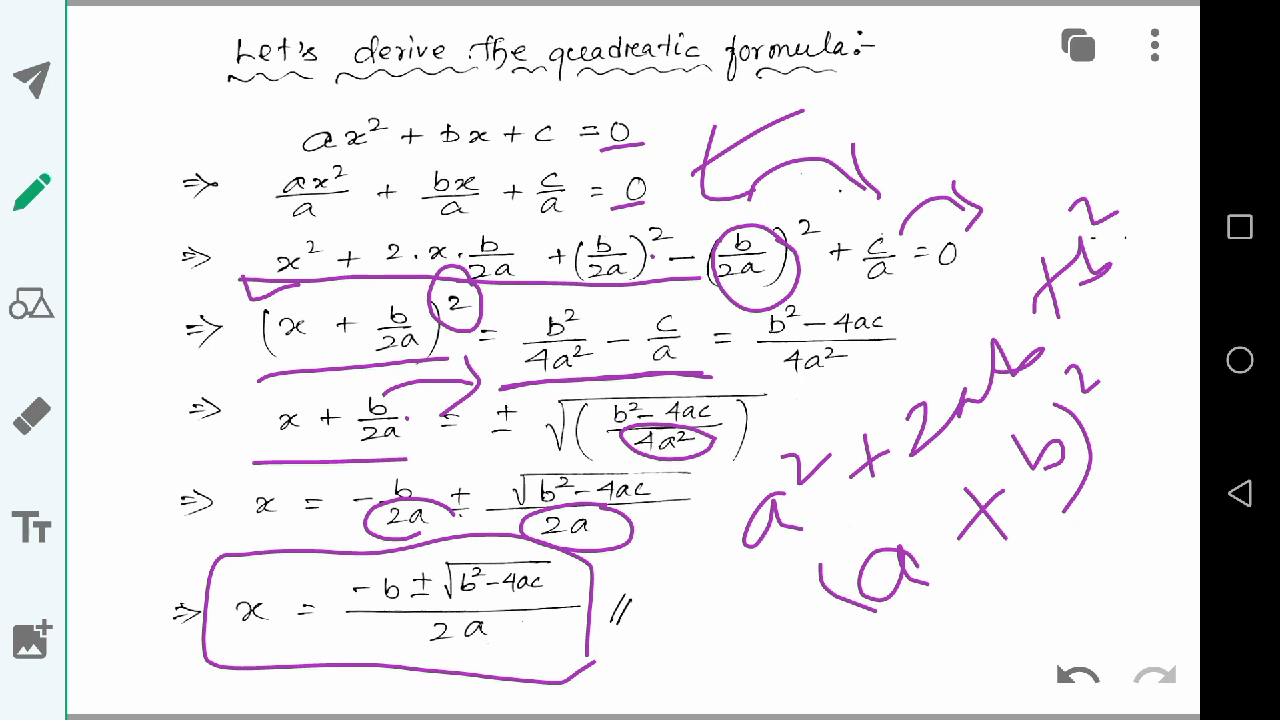 Let's derive the quadreatic formula:-
ax² + bx + c = 0
⇒ ax²/a + bx/a + c/a = 0
⇒ x² + 2·x·b/2a + (b/2a)² - (b/2a)² + c/a = 0
⇒ (x + b/2a)² = b²/4a² - c/a = b² - 4ac/4a²
⇒ x + b/2a = ± √(b² - 4ac/4a²)
⇒ x = -b/2a ± √b² - 4ac/2a
⇒ x = -b ± √b² - 4ac/2a //
a² + 2ab + b²
(a + b)²
Tт